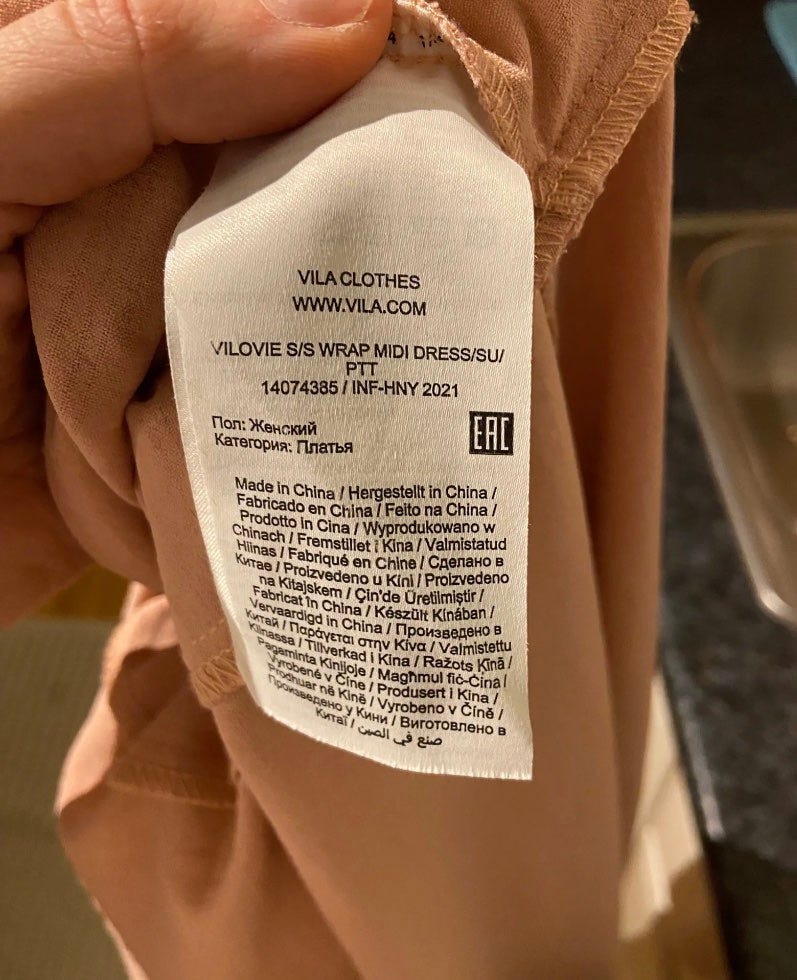 VILA CLOTHES
WWW.VILA.COM
VILOVIE S/S WRAP MIDI DRESS/SU/
PTT
14074385 / INF-HNY 2021
Пол: Женский
Категория: Платья
EAC
Made in China / Hergestellt in China /
Fabricado en China / Feito na China /
Prodotto in Cina / Wyprodukowano w
Chinach / Fremstillet i Kina / Valmistatud
Hiinas / Fabriqué en Chine / Сделано в
Китае / Proizvedeno u Kini / Proizvedeno
na Kitajskem / Çin'de Üretilmiştir /
Fabricat în China / Készült Kínában /
Vervaardigd in China / Произведено в
Китай / Παράγεται στην Κίνα / Valmistettu
Kiinassa / Tillverkad i Kina / Ražots Ķīnā /
Pagaminta Kinijoje / Magħmul fiċ-Ċina /
Vyrobené v Číne / Produsert i Kina /
Prodhuar në Kinë / Vyrobeno v Číně /
Произведено у Кини / Виготовлено в
Китаї / صنع في الصين